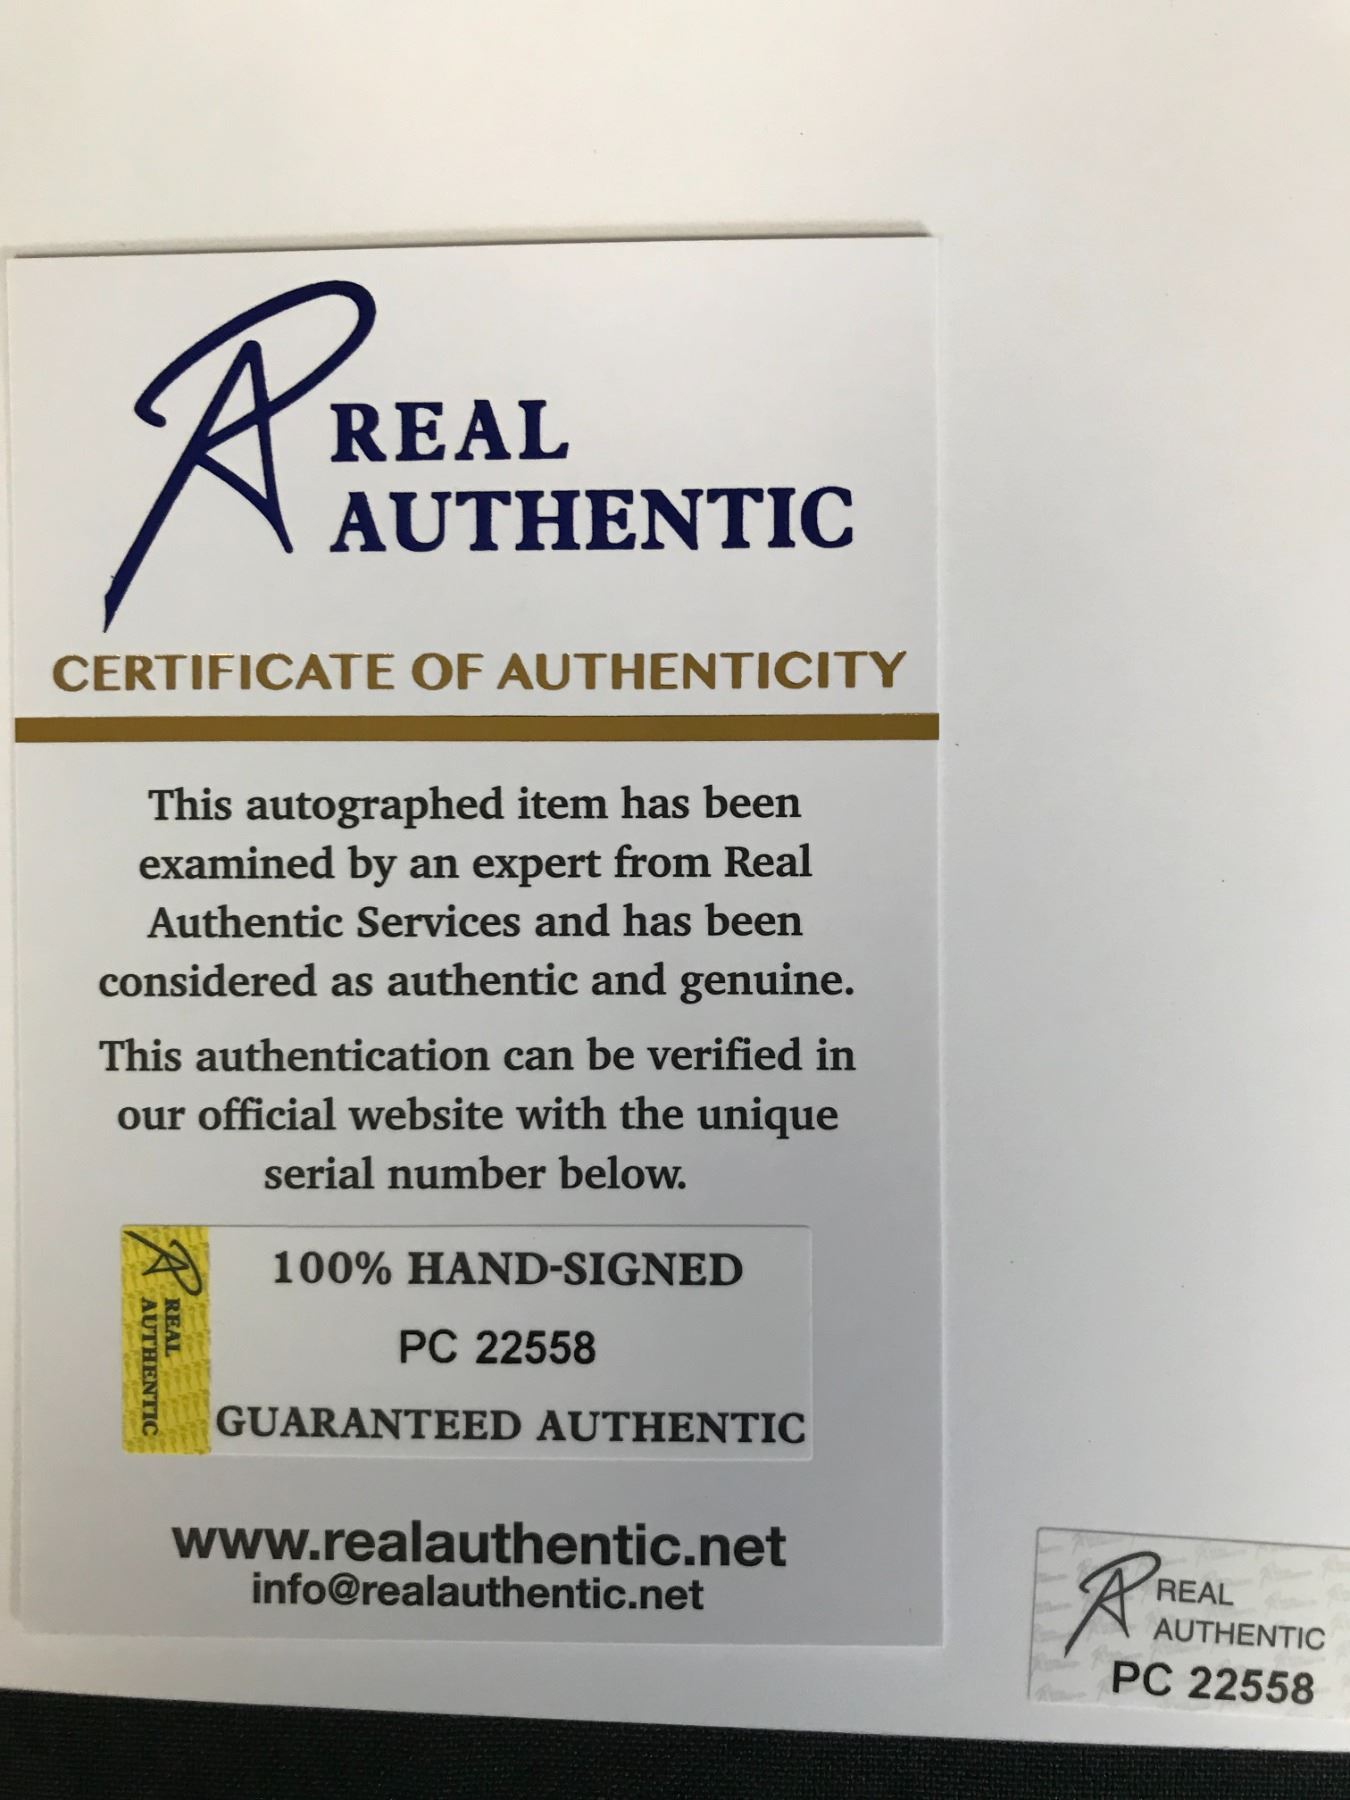 REAL
AUTHENTIC
CERTIFICATE OF AUTHENTICITY
This autographed item has been
examined by an expert from Real
Authentic Services and has been
considered as authentic and genuine.
This authentication can be verified in
our official website with the unique
serial number below.
REAL
AUTHENTIC
100% HAND-SIGNED
PC 22558
GUARANTEED AUTHENTIC
www.realauthentic.net
info@realauthentic.net
REAL
AUTHENTIC
PC 22558